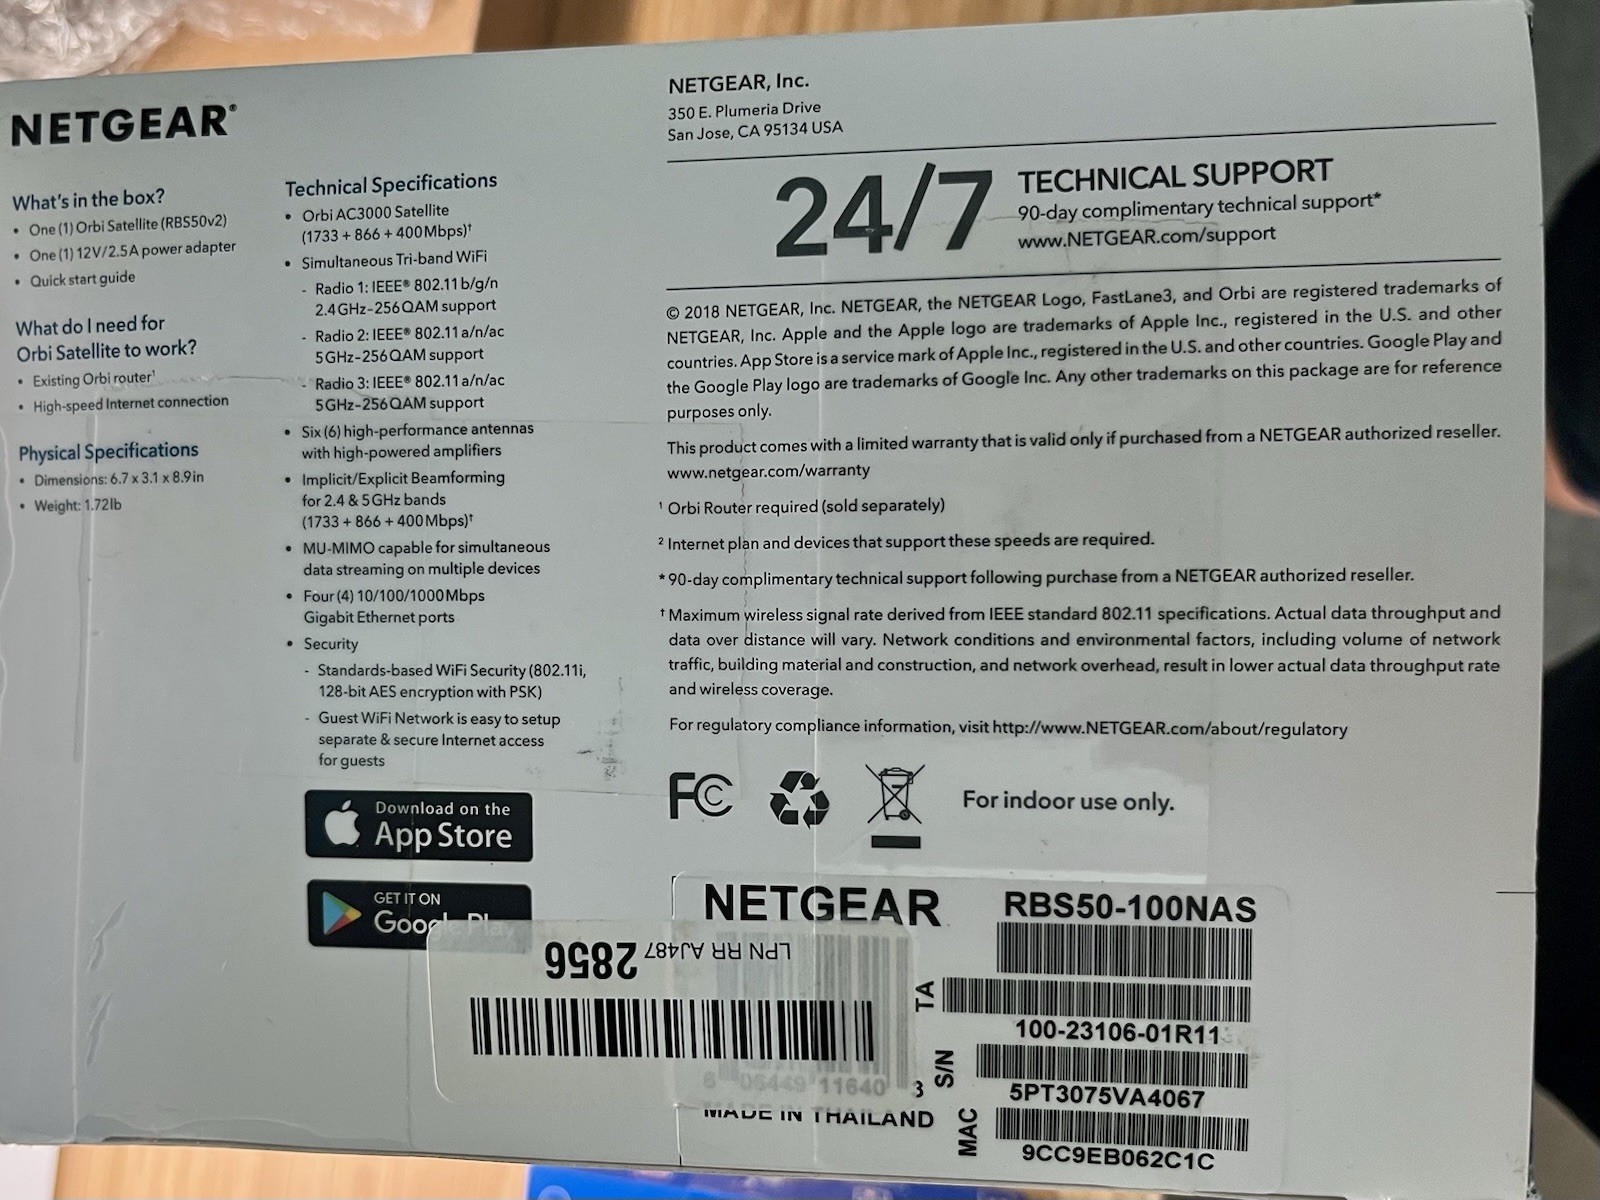 NETGEAR®
What's in the box?
• One (1) Orbi Satellite (RBS50v2)
• One (1) 12V/2.5A power adapter
• Quick start guide
What do I need for
Orbi Satellite to work?
• Existing Orbi router¹
• High-speed Internet connection
Physical Specifications
• Dimensions: 6.7 x 3.1 x 8.9in
• Weight: 1.72lb
Technical Specifications
• Orbi AC3000 Satellite
(1733 + 866 + 400Mbps)†
• Simultaneous Tri-band WiFi
- Radio 1: IEEE® 802.11 b/g/n
2.4GHz–256QAM support
- Radio 2: IEEE® 802.11 a/n/ac
5GHz–256QAM support
- Radio 3: IEEE® 802.11 a/n/ac
5GHz–256QAM support
• Six (6) high-performance antennas
with high-powered amplifiers
• Implicit/Explicit Beamforming
for 2.4 & 5GHz bands
(1733 + 866 + 400Mbps)†
• MU-MIMO capable for simultaneous
data streaming on multiple devices
• Four (4) 10/100/1000Mbps
Gigabit Ethernet ports
• Security
- Standards-based WiFi Security (802.11i,
128-bit AES encryption with PSK)
- Guest WiFi Network is easy to setup
separate & secure Internet access
for guests
Download on the
App Store
GET IT ON
Google Play
NETGEAR, Inc.
350 E. Plumeria Drive
San Jose, CA 95134 USA
24/7
TECHNICAL SUPPORT
90-day complimentary technical support*
www.NETGEAR.com/support
© 2018 NETGEAR, Inc. NETGEAR, the NETGEAR Logo, FastLane3, and Orbi are registered trademarks of
NETGEAR, Inc. Apple and the Apple logo are trademarks of Apple Inc., registered in the U.S. and other
countries. App Store is a service mark of Apple Inc., registered in the U.S. and other countries. Google Play and
the Google Play logo are trademarks of Google Inc. Any other trademarks on this package are for reference
purposes only.
This product comes with a limited warranty that is valid only if purchased from a NETGEAR authorized reseller.
www.netgear.com/warranty
¹ Orbi Router required (sold separately)
² Internet plan and devices that support these speeds are required.
* 90-day complimentary technical support following purchase from a NETGEAR authorized reseller.
† Maximum wireless signal rate derived from IEEE standard 802.11 specifications. Actual data throughput and
data over distance will vary. Network conditions and environmental factors, including volume of network
traffic, building material and construction, and network overhead, result in lower actual data throughput rate
and wireless coverage.
For regulatory compliance information, visit http://www.NETGEAR.com/about/regulatory
FC
For indoor use only.
NETGEAR
RBS50-100NAS
LPN RR AJ487 2856
TA
100-23106-01R11
S/N
5PT3075VA4067
6 06449 11640 3
MADE IN THAILAND
MAC
9CC9EB062C1C